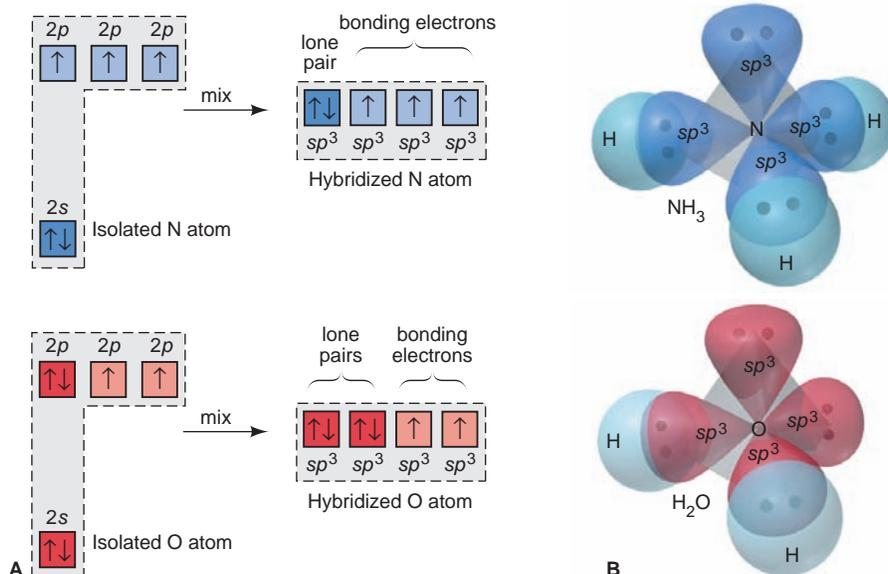 2p 2p 2p
bonding electrons
lone
pair
↑ ↑ ↑
mix
↑↓ ↑ ↑ ↑
sp³ sp³ sp³ sp³
Hybridized N atom
2s
↑↓
Isolated N atom
sp³
H
sp³
N
sp³
H
sp³
NH₃
H
2p 2p 2p
lone
pairs
bonding
electrons
↑↓ ↑ ↑
mix
↑↓ ↑↓ ↑ ↑
sp³ sp³ sp³ sp³
Hybridized O atom
2s
↑↓
Isolated O atom
A
sp³
H
sp³
O
sp³
sp³
H₂O
H
B